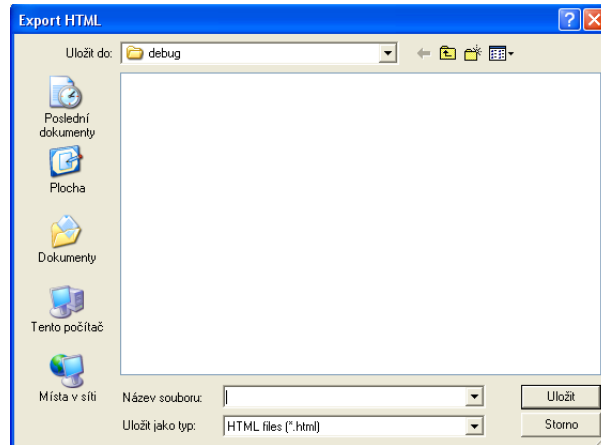 Export HTML
Uložit do:
debug
Poslední
dokumenty
Plocha
Dokumenty
Tento počítač
Místa v síti
Název souboru:
Uložit
Uložit jako typ:
HTML files (*.html)
Storno